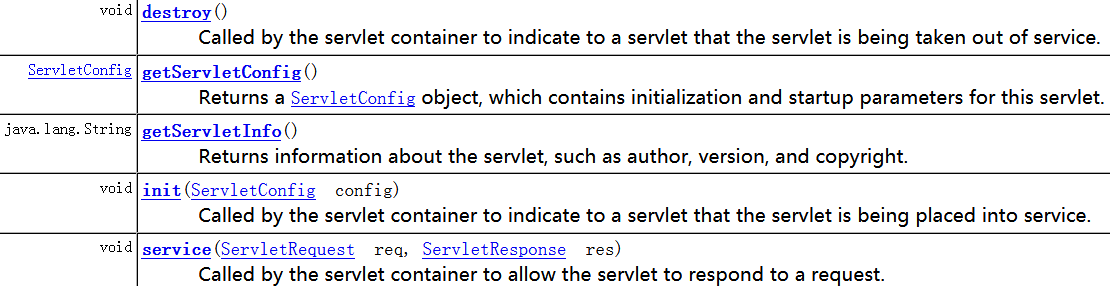 void destroy()
Called by the servlet container to indicate to a servlet that the servlet is being taken out of service.
ServletConfig getServletConfig()
Returns a ServletConfig object, which contains initialization and startup parameters for this servlet.
java.lang.String getServletInfo()
Returns information about the servlet, such as author, version, and copyright.
void init(ServletConfig config)
Called by the servlet container to indicate to a servlet that the servlet is being placed into service.
void service(ServletRequest req, ServletResponse res)
Called by the servlet container to allow the servlet to respond to a request.